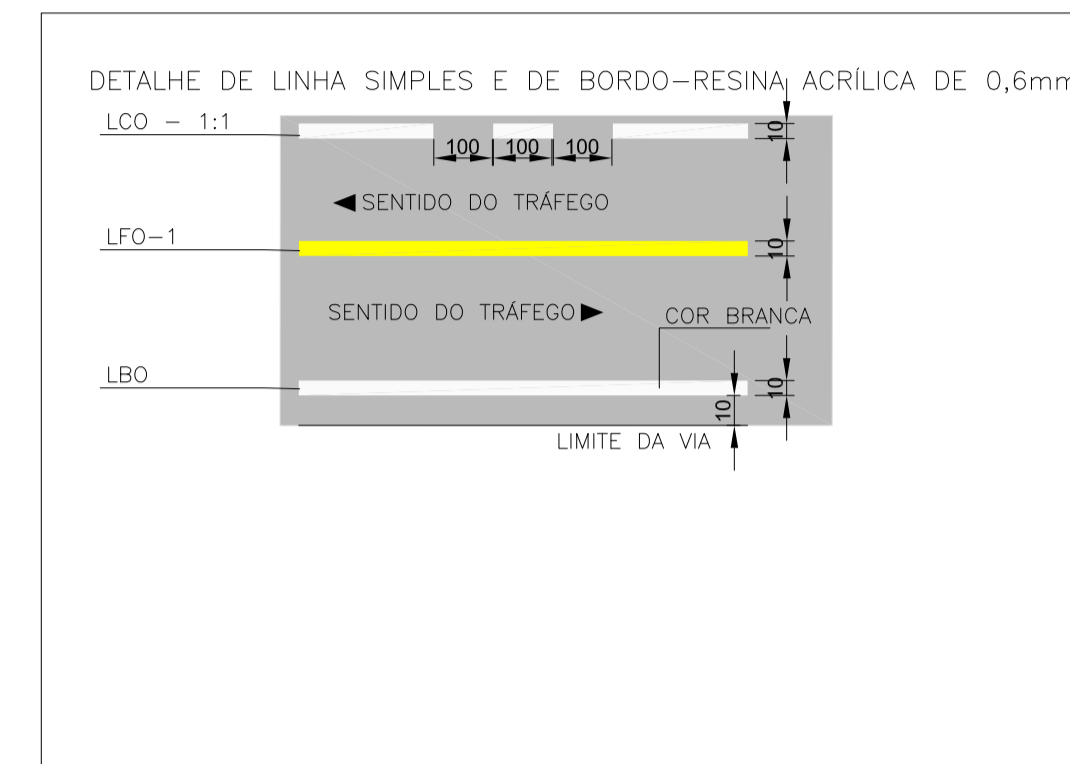 DETALHE DE LINHA SIMPLES E DE BORDO-RESINA ACRÍLICA DE 0,6mm
LCO - 1:1
100 100 100
10
SENTIDO DO TRÁFEGO
LFO-1
10
SENTIDO DO TRÁFEGO
COR BRANCA
LBO
10
10
LIMITE DA VIA